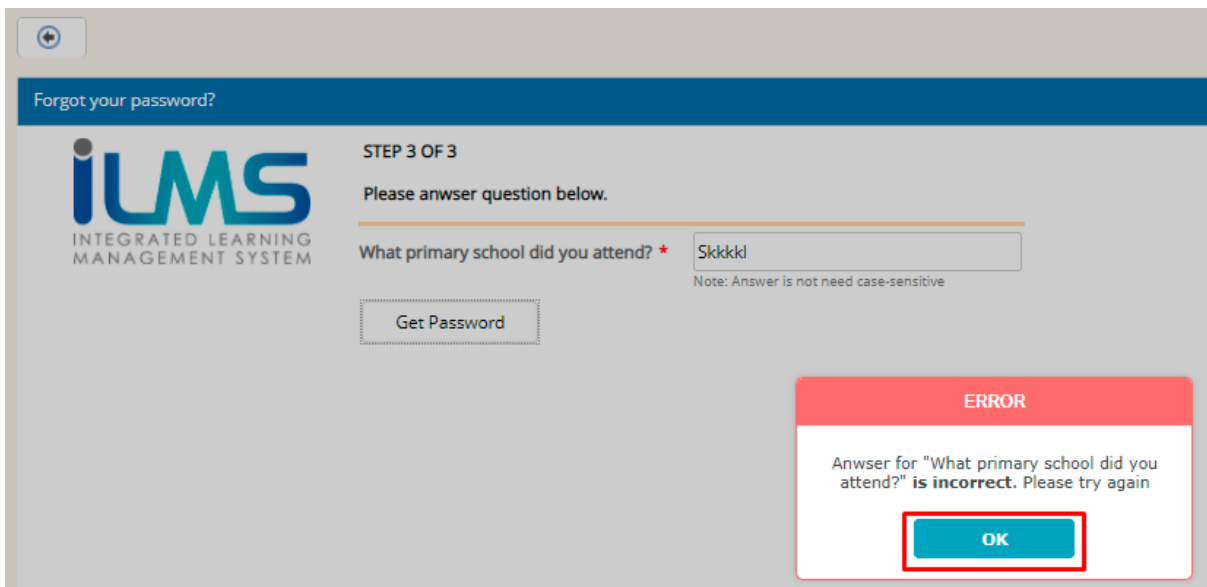 Forgot your password?
iLMS
INTEGRATED LEARNING
MANAGEMENT SYSTEM
STEP 3 OF 3
Please anwser question below.
What primary school did you attend? * Skkkkl
Note: Answer is not need case-sensitive
Get Password
ERROR
Anwser for "What primary school did you
attend?" is incorrect. Please try again
OK